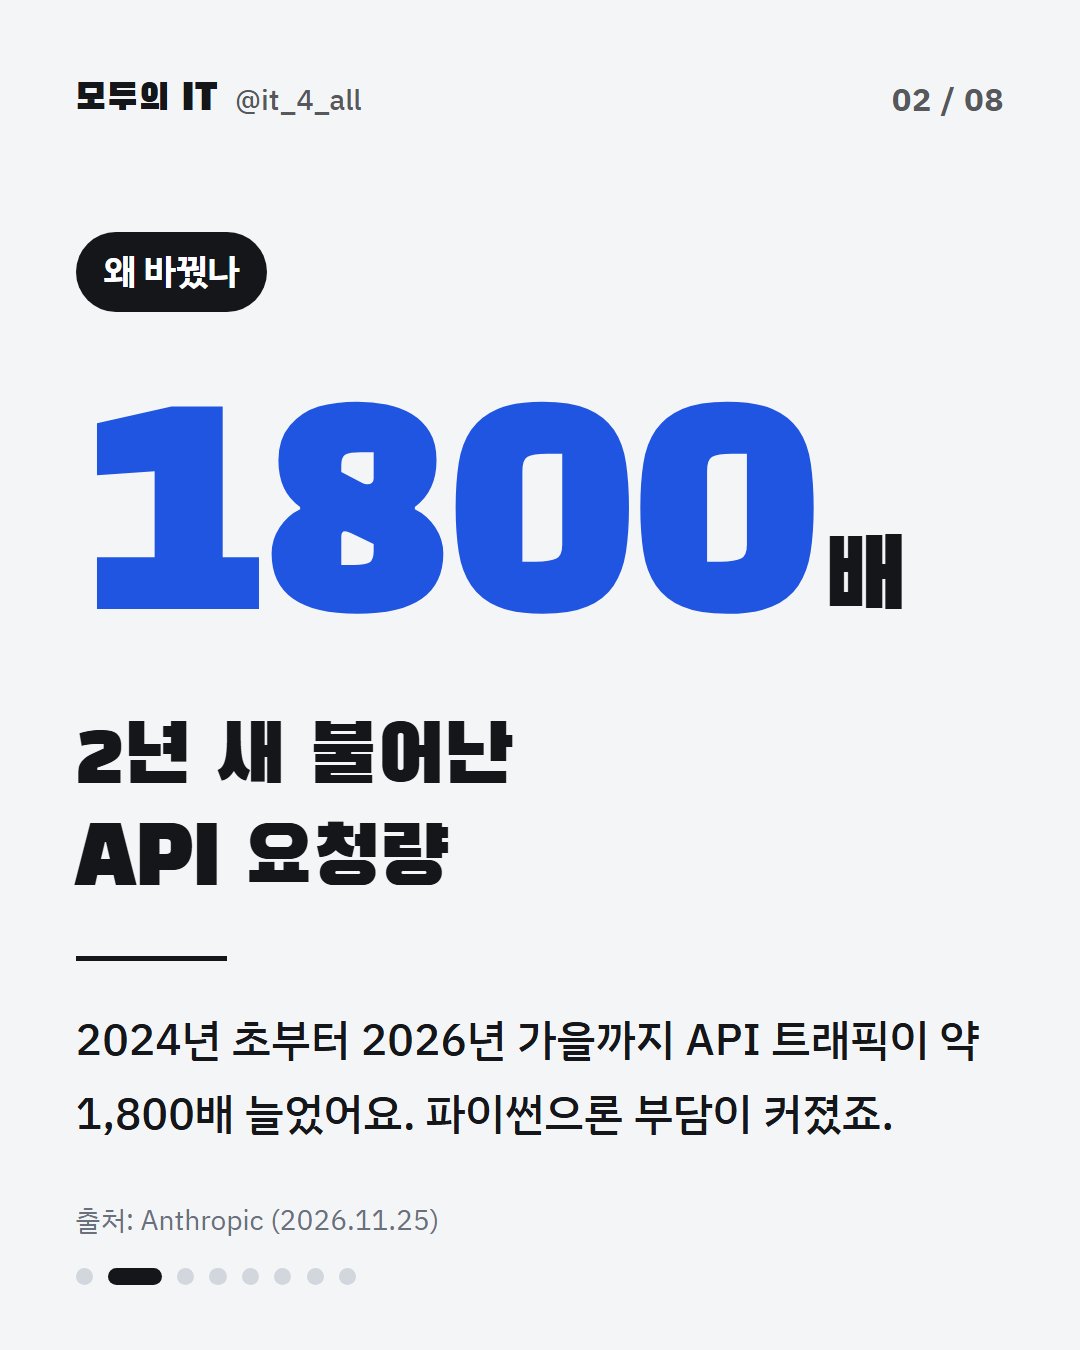 모두의 IT @it_4_all
02 / 08
왜 바꿨나
1800배
2년 새 불어난
API 요청량
2024년 초부터 2026년 가을까지 API 트래픽이 약
1,800배 늘었어요. 파이썬으론 부담이 커졌죠.
출처: Anthropic (2026.11.25)